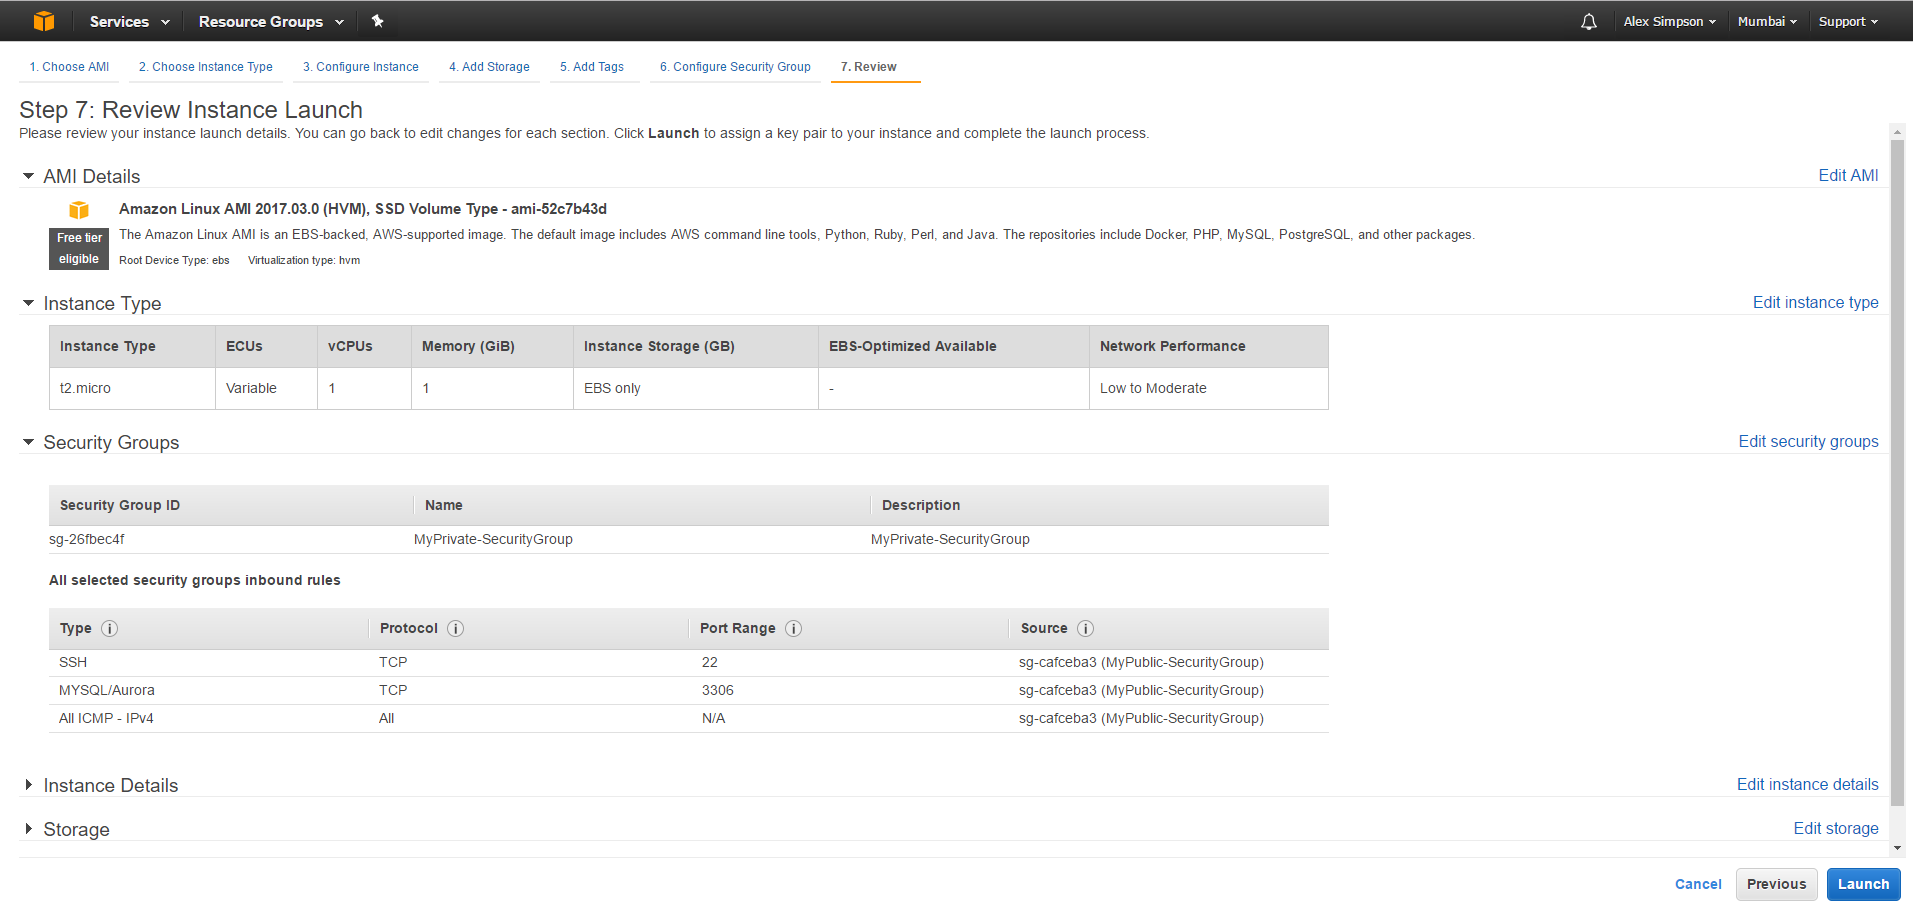 Services Resource Groups Alex Simpson Mumbai Support
1. Choose AMI 2. Choose Instance Type 3. Configure Instance 4. Add Storage 5. Add Tags 6. Configure Security Group 7. Review
Step 7: Review Instance Launch
Please review your instance launch details. You can go back to edit changes for each section. Click Launch to assign a key pair to your instance and complete the launch process.
AMI Details Edit AMI
Amazon Linux AMI 2017.03.0 (HVM), SSD Volume Type - ami-52c7b43d
Free tier eligible
The Amazon Linux AMI is an EBS-backed, AWS-supported image. The default image includes AWS command line tools, Python, Ruby, Perl, and Java. The repositories include Docker, PHP, MySQL, PostgreSQL, and other packages.
Root Device Type: ebs Virtualization type: hvm
Instance Type Edit instance type
Instance Type ECUs vCPUs Memory (GiB) Instance Storage (GB) EBS-Optimized Available Network Performance
t2.micro Variable 1 1 EBS only - Low to Moderate
Security Groups Edit security groups
Security Group ID Name Description
sg-26fbec4f MyPrivate-SecurityGroup MyPrivate-SecurityGroup
All selected security groups inbound rules
Type Protocol Port Range Source
SSH TCP 22 sg-cafceba3 (MyPublic-SecurityGroup)
MYSQL/Aurora TCP 3306 sg-cafceba3 (MyPublic-SecurityGroup)
All ICMP - IPv4 All N/A sg-cafceba3 (MyPublic-SecurityGroup)
Instance Details Edit instance details
Storage Edit storage
Cancel Previous Launch